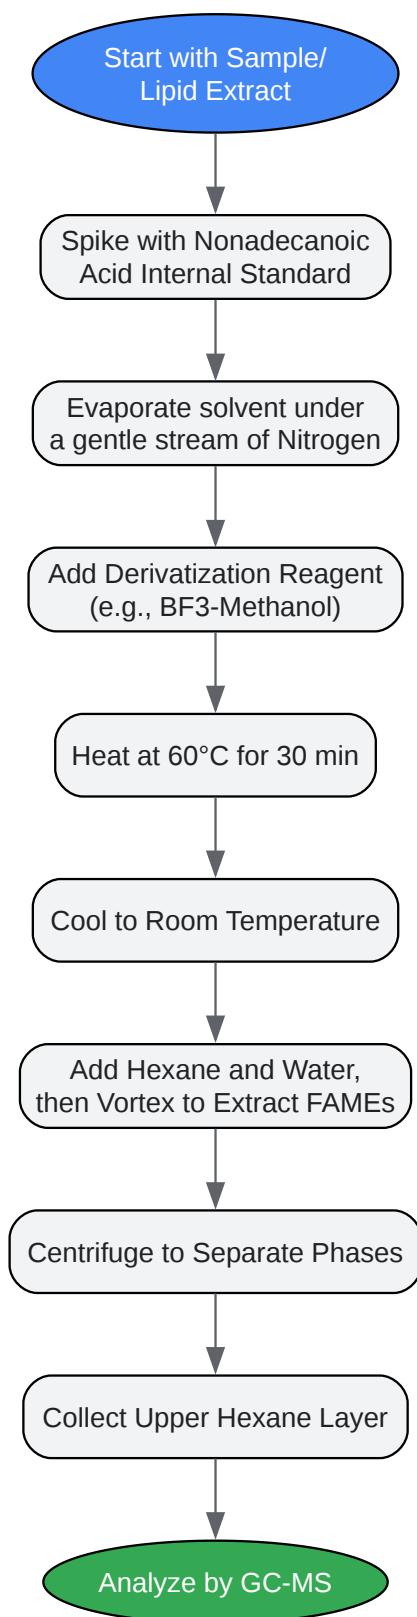 Start with Sample/
Lipid Extract
Spike with Nonadecanoic
Acid Internal Standard
Evaporate solvent under
a gentle stream of Nitrogen
Add Derivatization Reagent
(e.g., BF3-Methanol)
Heat at 60°C for 30 min
Cool to Room Temperature
Add Hexane and Water,
then Vortex to Extract FAMEs
Centrifuge to Separate Phases
Collect Upper Hexane Layer
Analyze by GC-MS